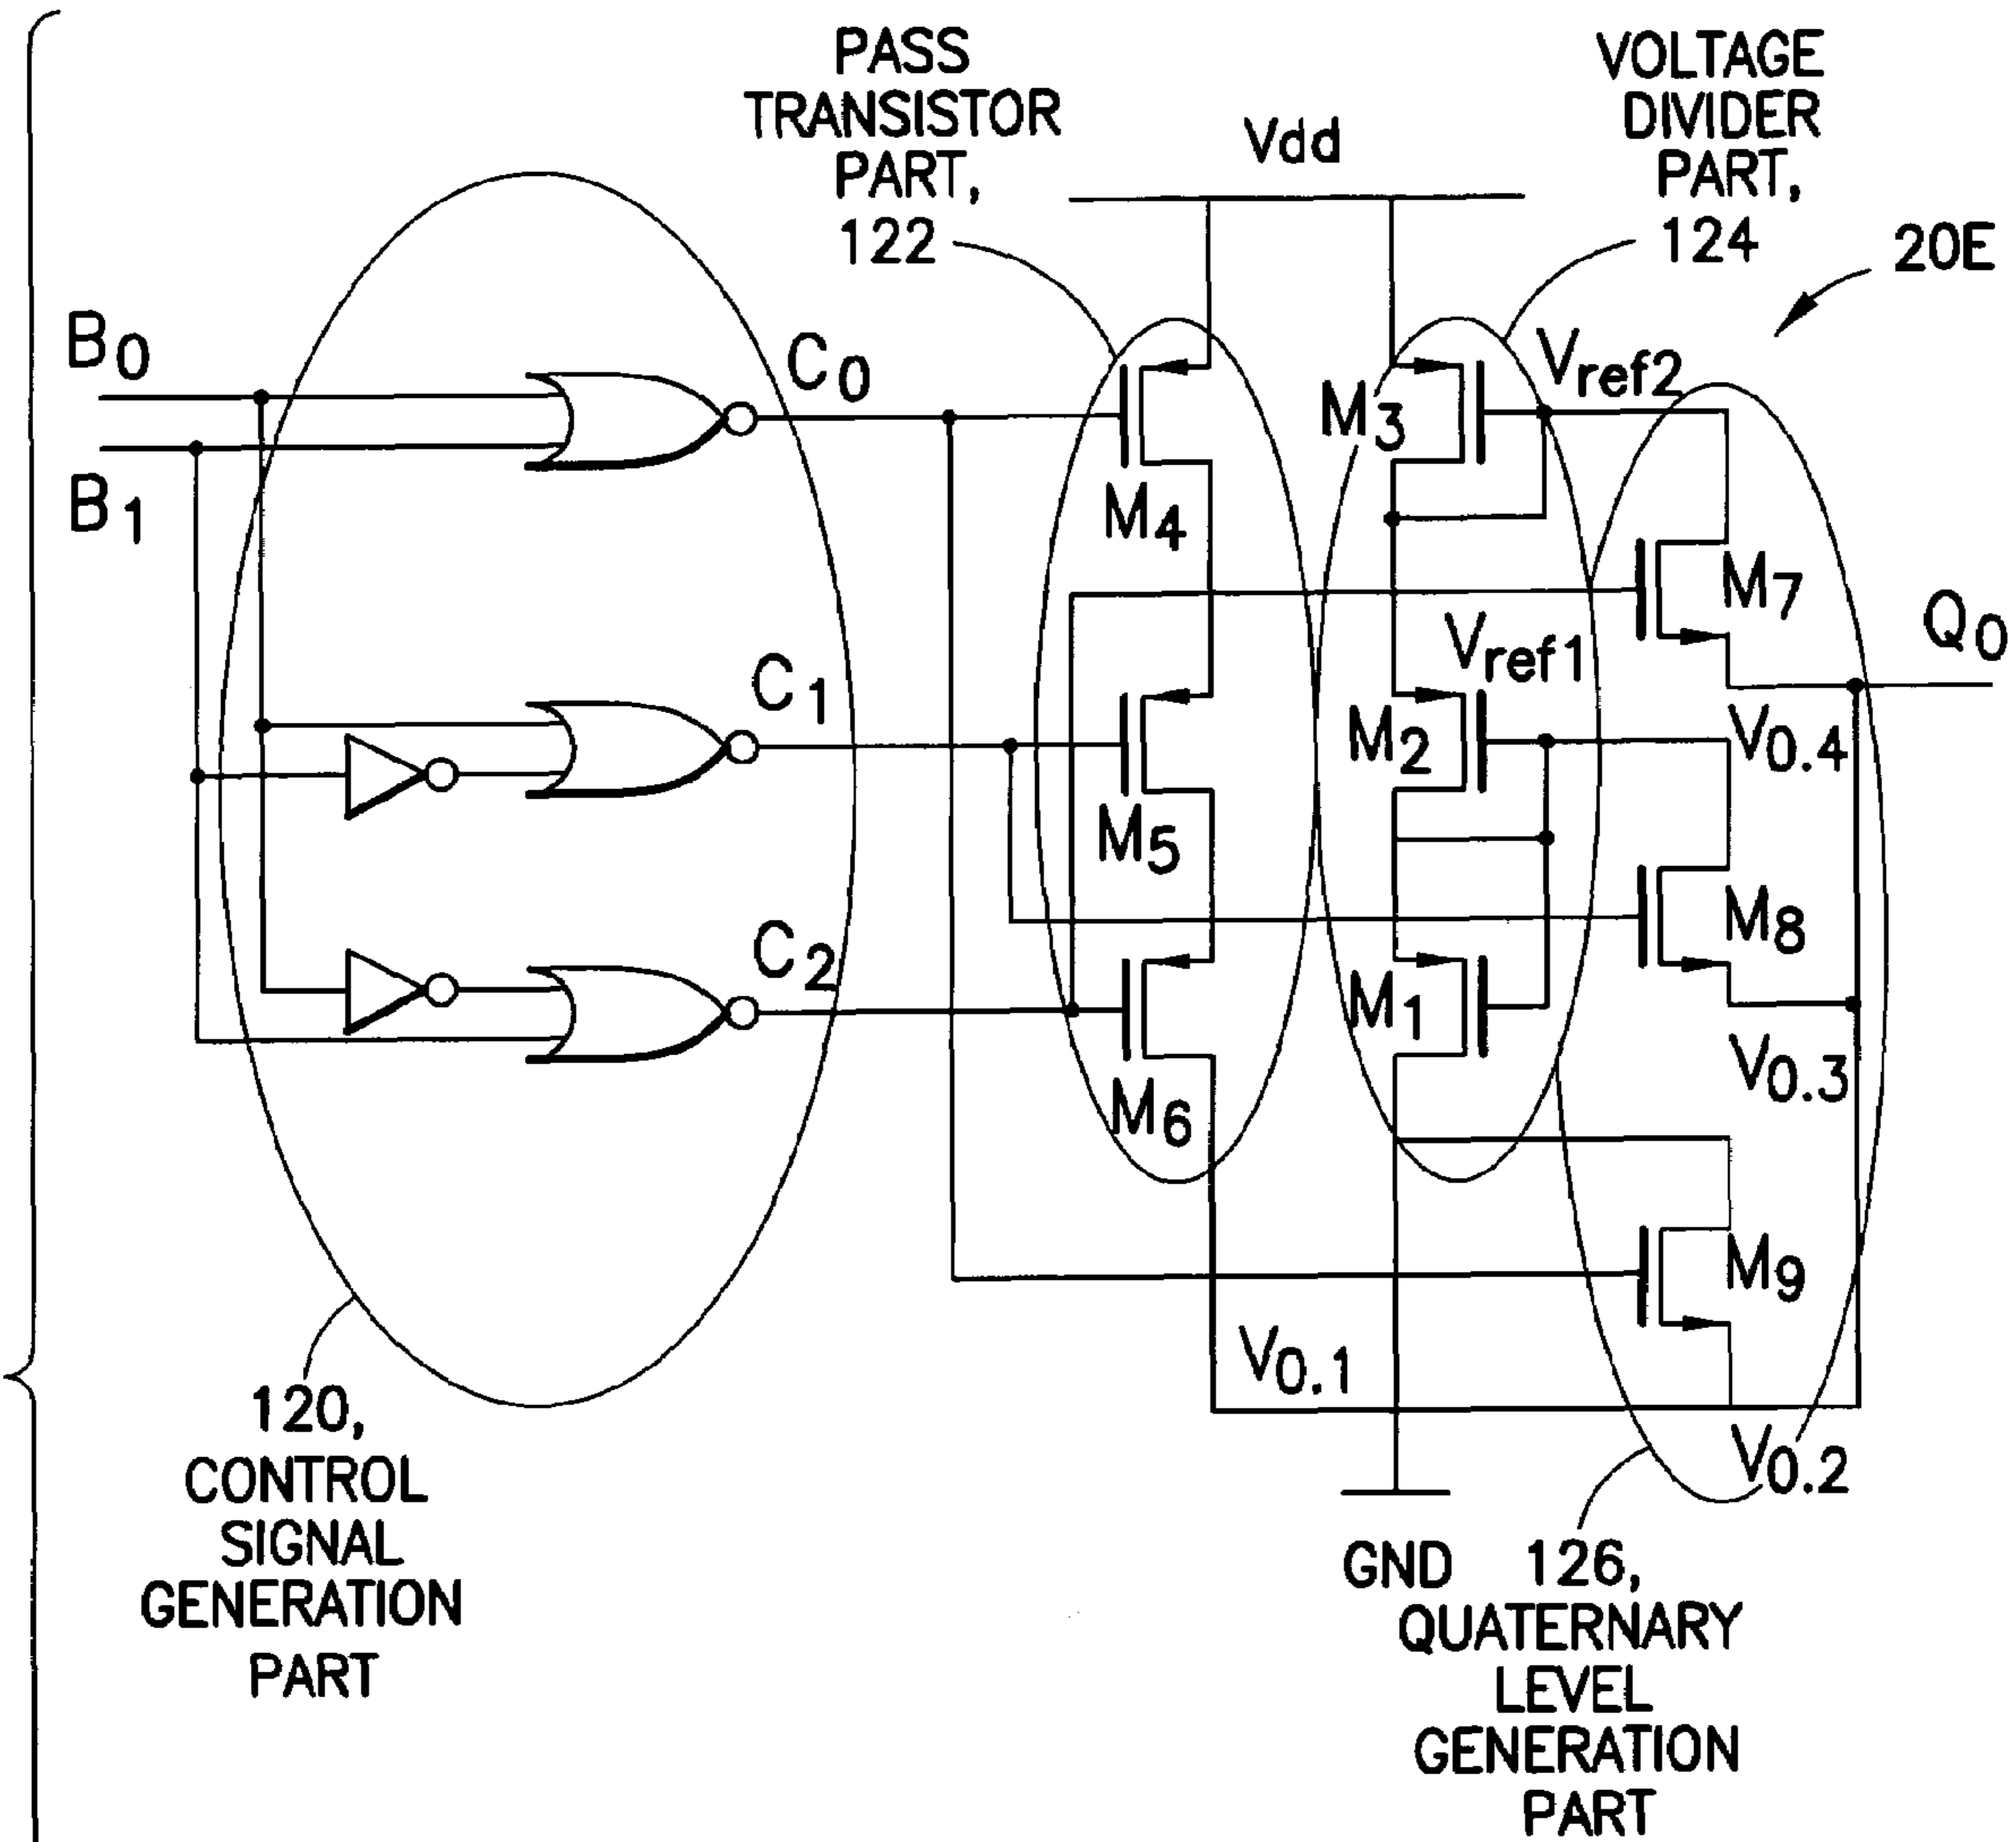 PASS
TRANSISTOR
PART,
122
Vdd
VOLTAGE
DIVIDER
PART,
124
20E
B0
B1
C0
M4
M3
Vref2
M7
Q0
C1
M5
M2
Vref1
V0.4
C2
M6
M1
M8
V0.3
M9
V0.1
V0.2
GND
120,
CONTROL
SIGNAL
GENERATION
PART
126,
QUATERNARY
LEVEL
GENERATION
PART